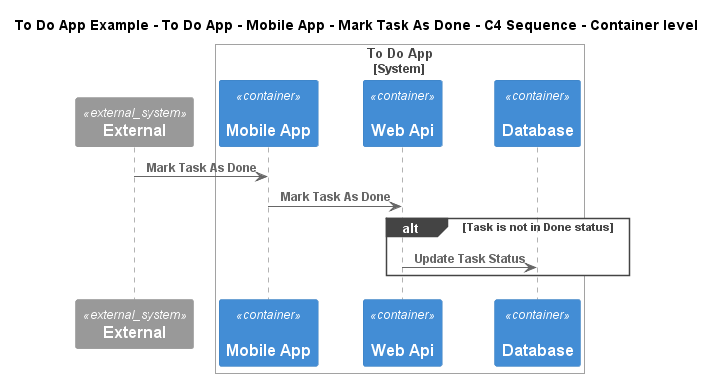 To Do App Example - To Do App - Mobile App - Mark Task As Done - C4 Sequence - Container level
To Do App
[System]
«external_system»
External
«container»
Mobile App
«container»
Web Api
«container»
Database
Mark Task As Done
Mark Task As Done
alt
[Task is not in Done status]
Update Task Status
«external_system»
External
«container»
Mobile App
«container»
Web Api
«container»
Database